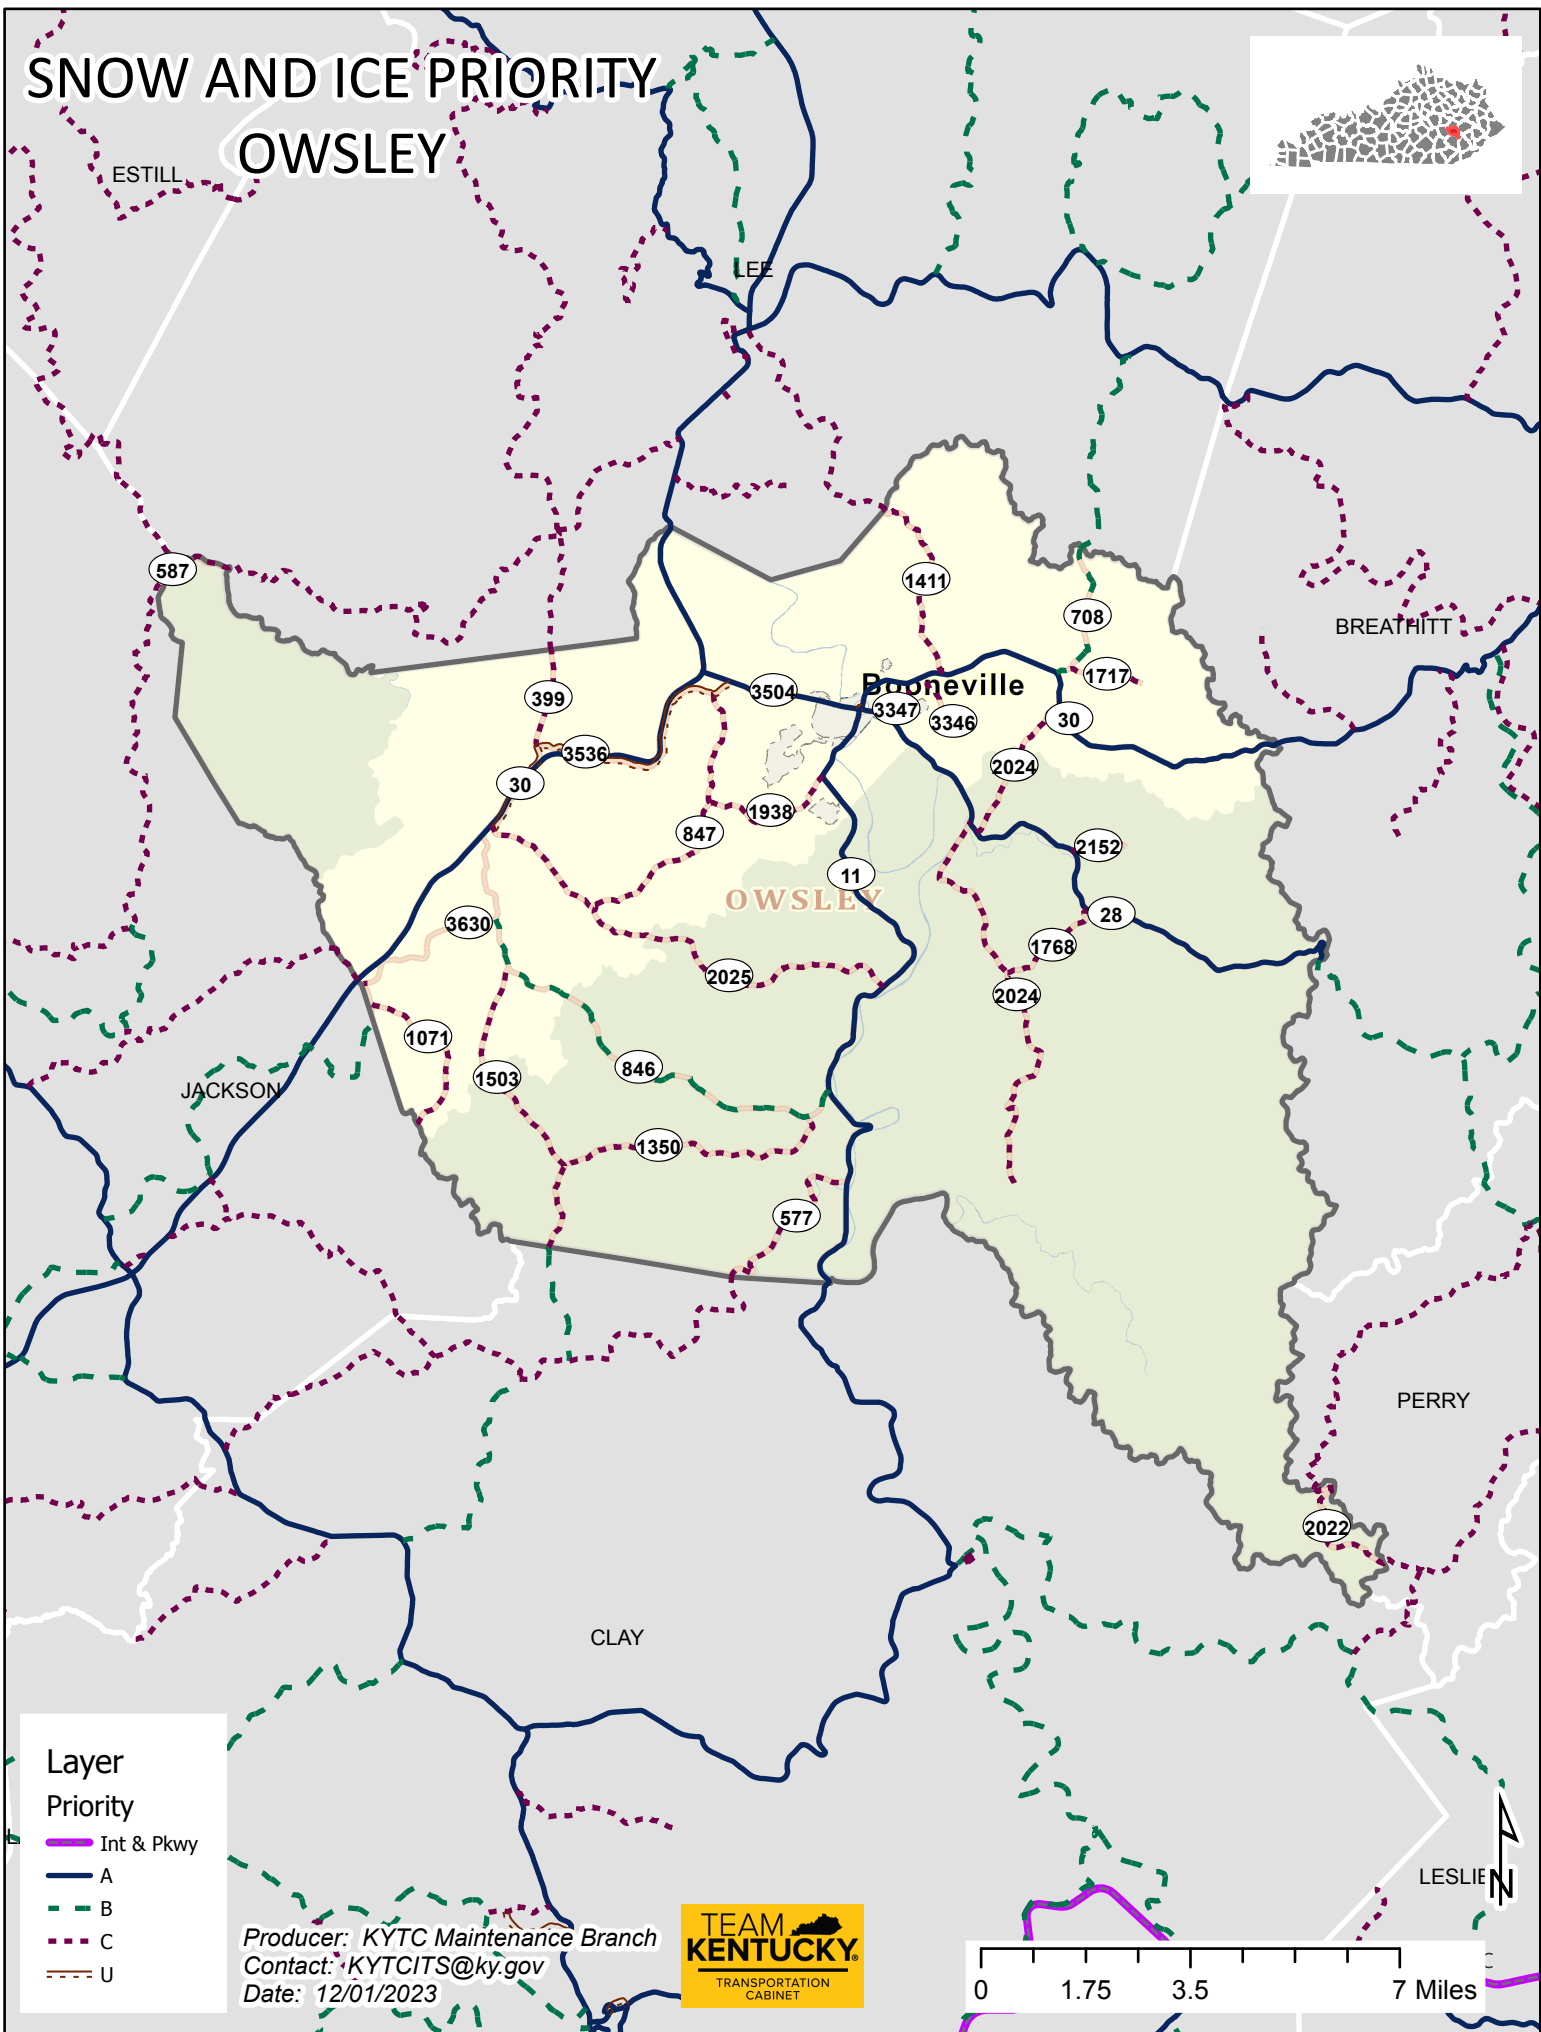 SNOW AND ICE PRIORITY
OWSLEY
ESTILL
LEE
587
1411
708
BREATHITT
1717
Booneville
399
3504
3347
3346
30
3536
30
2024
1938
847
2152
11
OWSLEY
28
3630
1768
2025
2024
1071
846
1503
JACKSON
1350
577
PERRY
2022
CLAY
Layer
Priority
Int & Pkwy
A
B
C
U
LESLIE
N
Producer: KYTC Maintenance Branch
Contact: KYTCITS@ky.gov
Date: 12/01/2023
TEAM
KENTUCKY®
TRANSPORTATION
CABINET
0 1.75 3.5 7 Miles